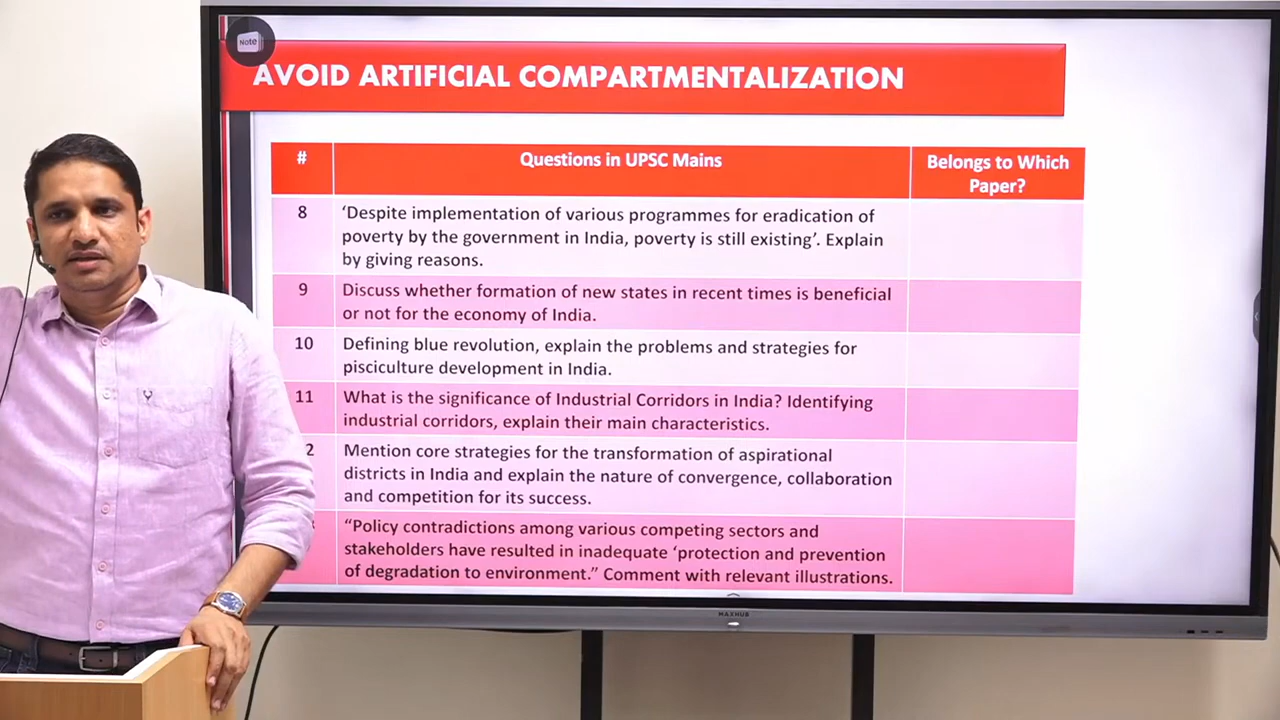 Note
AVOID ARTIFICIAL COMPARTMENTALIZATION
# Questions in UPSC Mains Belongs to Which
Paper?
8 ‘Despite implementation of various programmes for eradication of
poverty by the government in India, poverty is still existing’. Explain
by giving reasons.
9 Discuss whether formation of new states in recent times is beneficial
or not for the economy of India.
10 Defining blue revolution, explain the problems and strategies for
pisciculture development in India.
11 What is the significance of Industrial Corridors in India? Identifying
industrial corridors, explain their main characteristics.
2 Mention core strategies for the transformation of aspirational
districts in India and explain the nature of convergence, collaboration
and competition for its success.
“Policy contradictions among various competing sectors and
stakeholders have resulted in inadequate ‘protection and prevention
of degradation to environment.” Comment with relevant illustrations.
MAXHUB